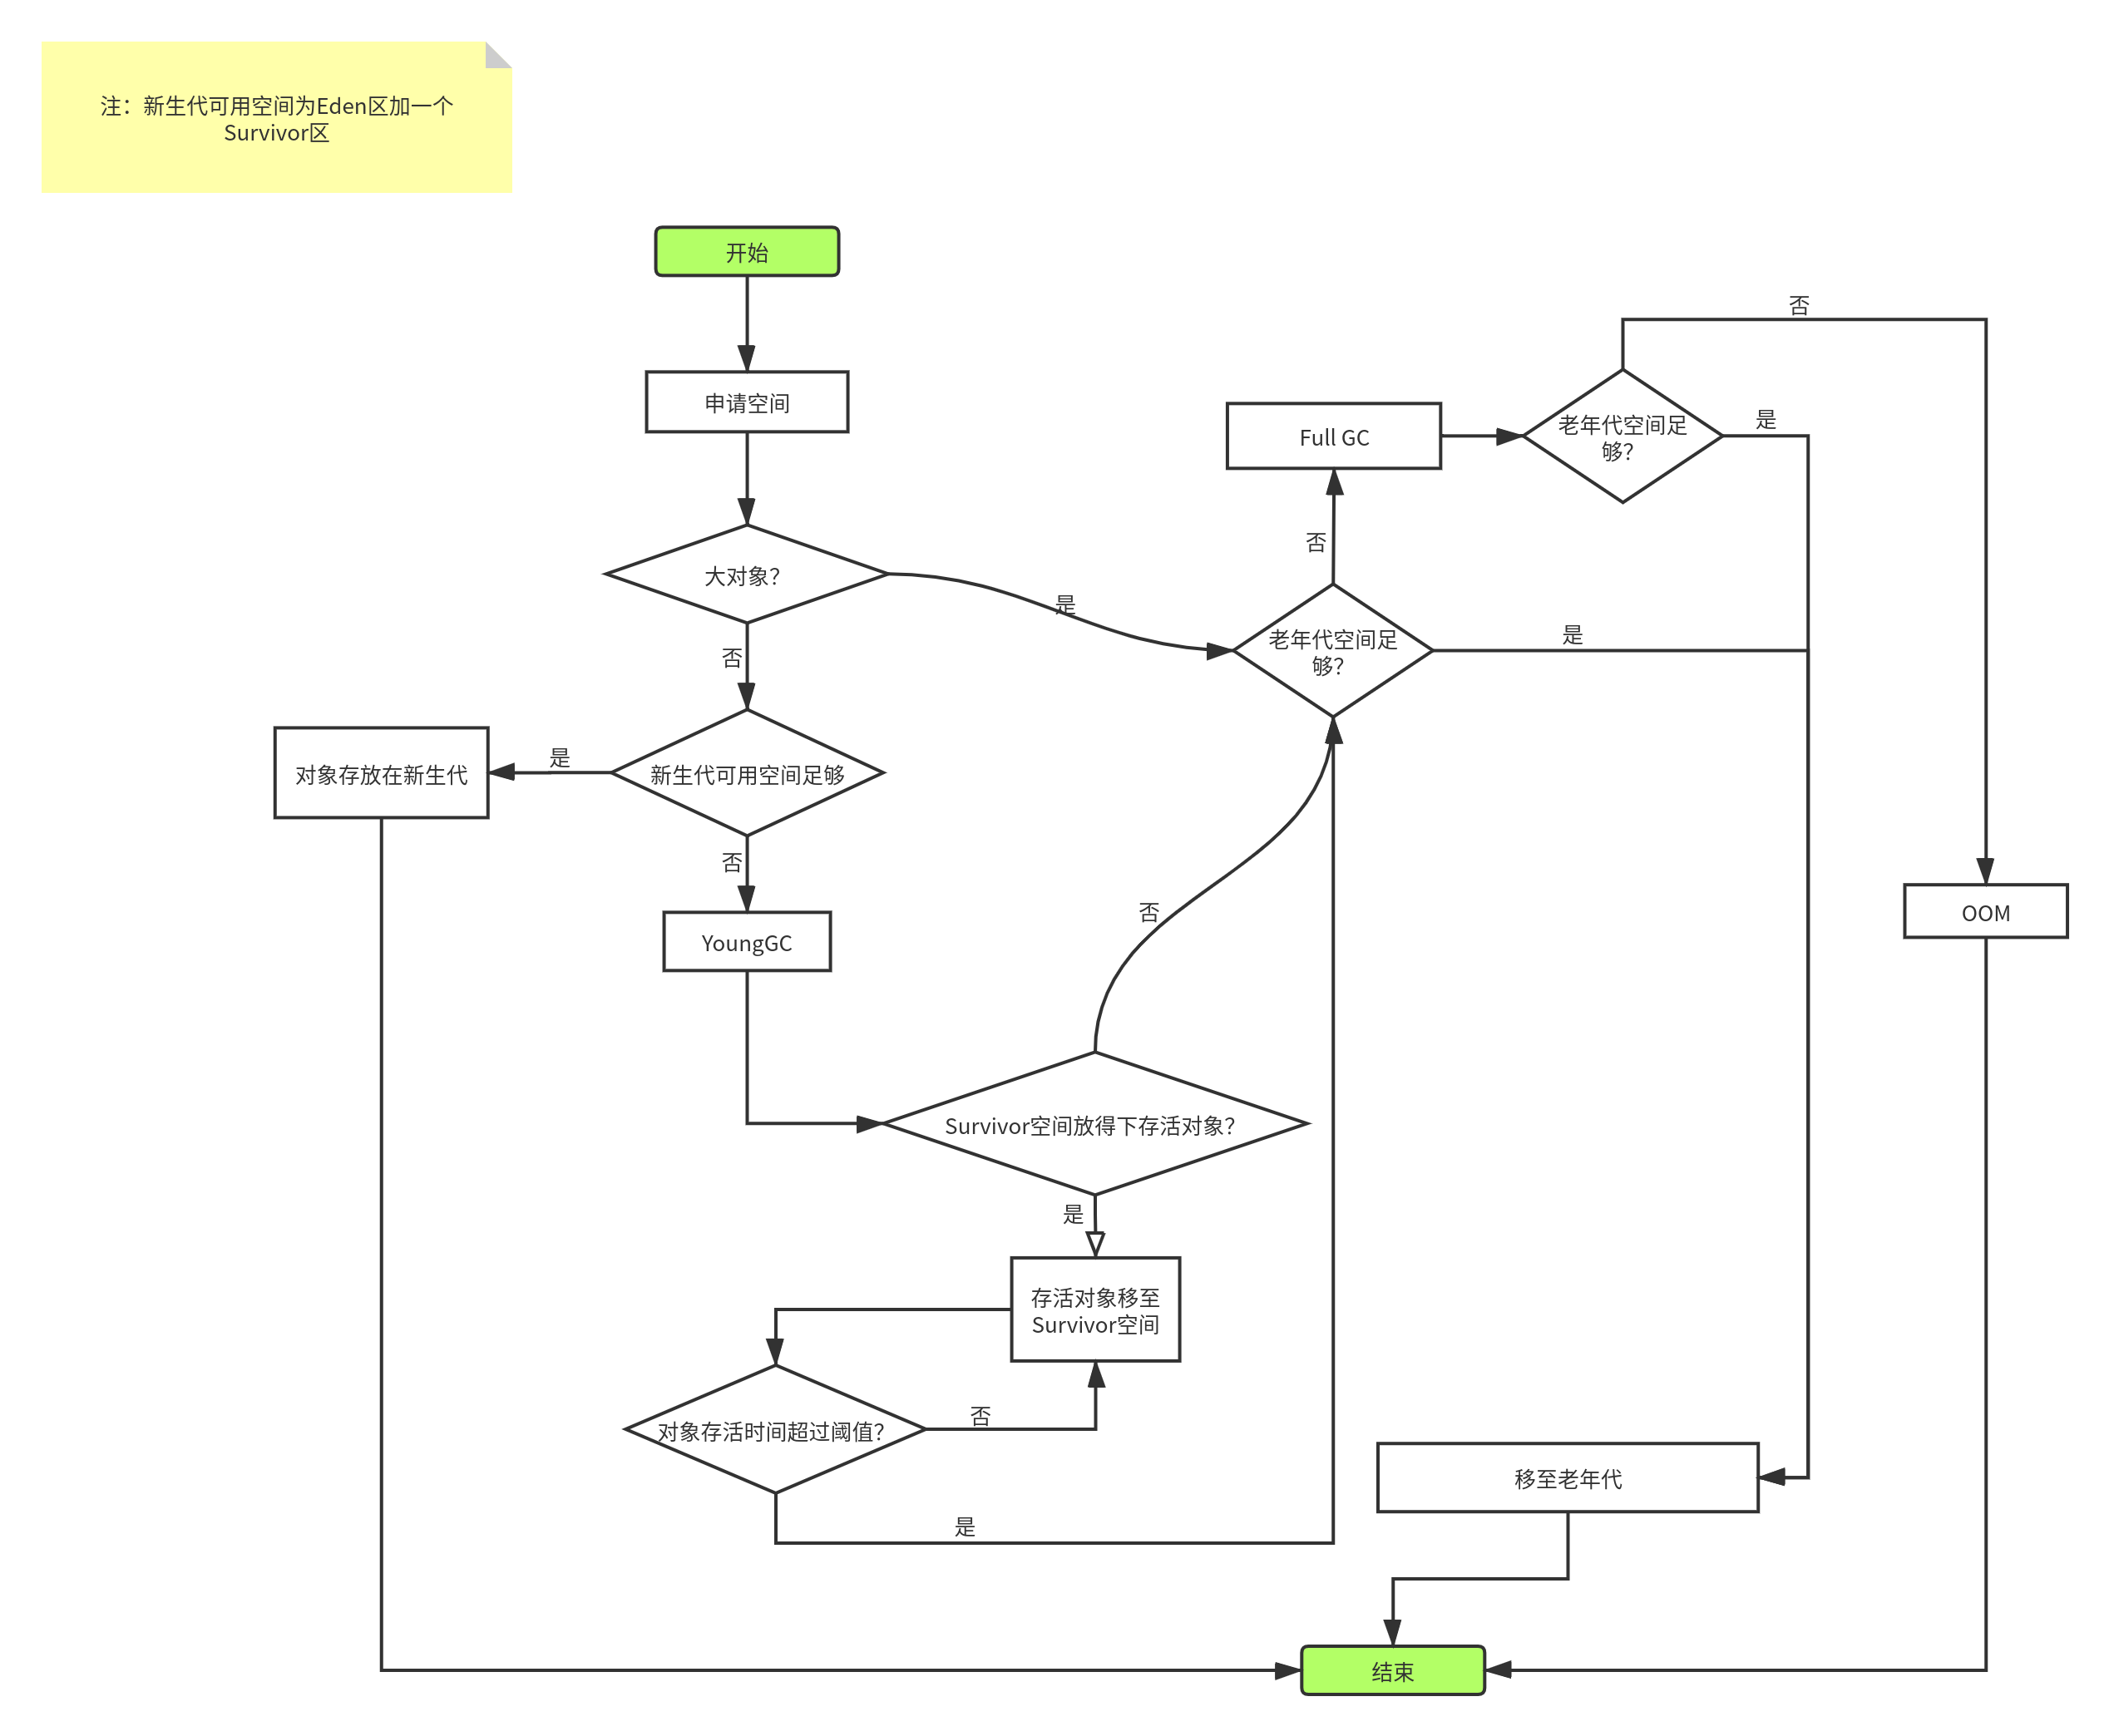 注：新生代可用空间为Eden区加一个
Survivor区
开始
否
申请空间
Full GC
老年代空间足
够?
是
否
大对象?
是
老年代空间足
够?
是
否
对象存放在新生代
是
新生代可用空间足够
否
否
OOM
YoungGC
Survivor空间放得下存活对象?
是
存活对象移至
Survivor空间
否
对象存活时间超过阈值?
移至老年代
是
结束